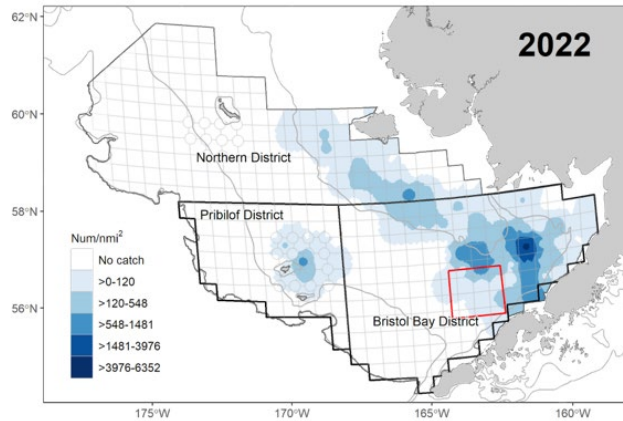 2022
62°N
60°N
58°N
56°N
Northern District
Pribilof District
Bristol Bay District
Num/nmi²
No catch
>0-120
>120-548
>548-1481
>1481-3976
>3976-6352
175°W
170°W
165°W
160°W